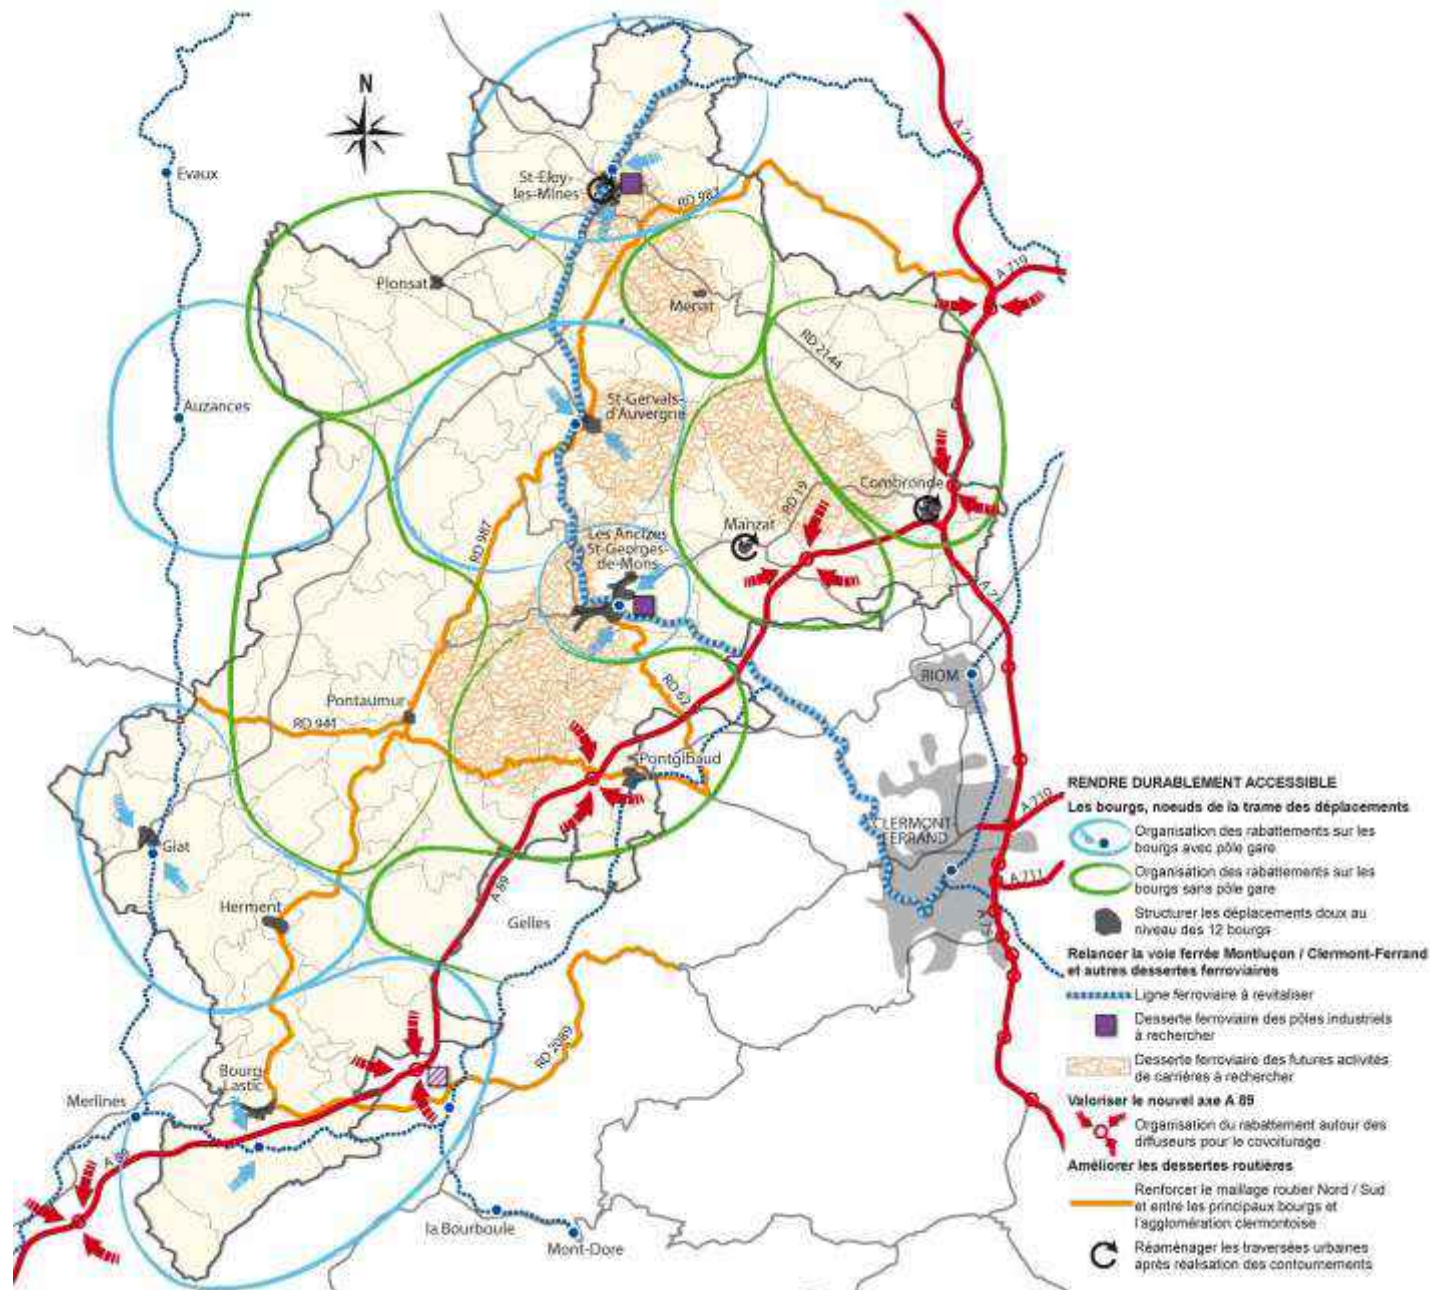 N
A 71
Evaux
St-Eloy-
les-Mines
RD 987
A 719
Pionsat
Menat
RD 2144
Auzances
St-Gervais-
d'Auvergne
Combronde
RD 19
Manzat
RD 987
Les Ancizes
St-Georges-
de-Mons
A 71
RIOM
Pontaumur
RD 62
RD 941
Pontgibaud
RENDRE DURABLEMENT ACCESSIBLE
Les bourgs, noeuds de la trame des déplacements
A 710
CLERMONT-
FERRAND
Organisation des rabattements sur les
bourgs avec pôle gare
Giat
A 711
Organisation des rabattements sur les
bourgs sans pôle gare
A 89
Herment
Gelles
A 75
Structurer les déplacements doux au
niveau des 12 bourgs
Relancer la voie ferrée Montluçon / Clermont-Ferrand
et autres dessertes ferroviaires
Ligne ferroviaire à revitaliser
Desserte ferroviaire des pôles industriels
à rechercher
RD 2089
Bourg-
Lastic
Desserte ferroviaire des futures activités
de carrières à rechercher
Merlines
Valoriser le nouvel axe A 89
Organisation du rabattement autour des
diffuseurs pour le covoiturage
A 89
Améliorer les dessertes routières
Renforcer le maillage routier Nord / Sud
et entre les principaux bourgs et
l'agglomération clermontoise
la Bourboule
Mont-Dore
Réaménager les traversées urbaines
après réalisation des contournements